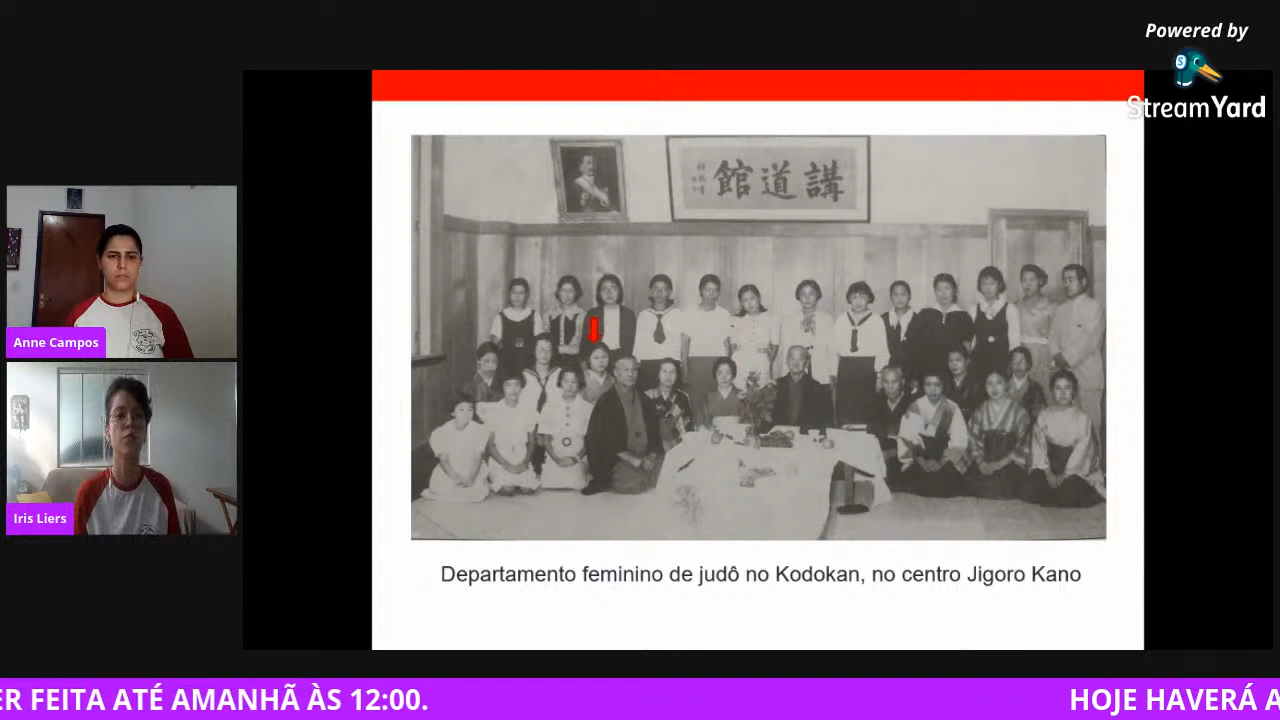 Powered by
StreamYard
講道館
Anne Campos
Iris Liers
Departamento feminino de judô no Kodokan, no centro Jigoro Kano
ER FEITA ATÉ AMANHÃ ÀS 12:00.
HOJE HAVERÁ A